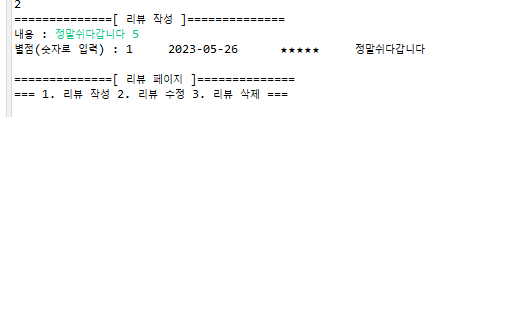 2
==============[ 리뷰 작성 ]==============
내용 : 정말쉬다갑니다 5
별점(숫자로 입력) : 1 2023-05-26 ★★★★★ 정말쉬다갑니다
==============[ 리뷰 페이지 ]==============
=== 1. 리뷰 작성 2. 리뷰 수정 3. 리뷰 삭제 ===